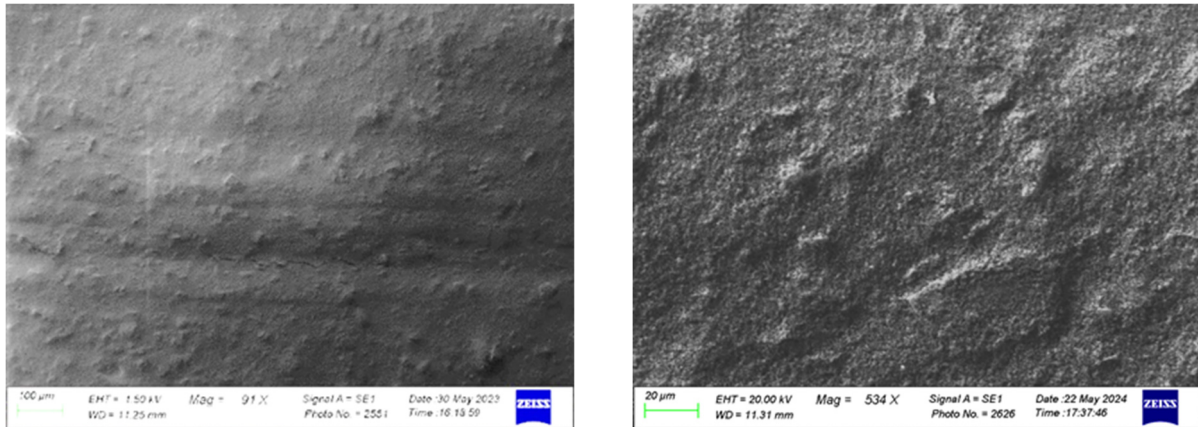 100 µm EHT = 1.50 kV Mag = 91 X Signal A = SE1 Date :30 May 2023 ZEISS
WD = 11.25 mm Photo No. = 2551 Time :16:18:59
20 µm EHT = 20.00 kV Mag = 534 X Signal A = SE1 Date :22 May 2024 ZEISS
WD = 11.31 mm Photo No. = 2626 Time :17:37:46